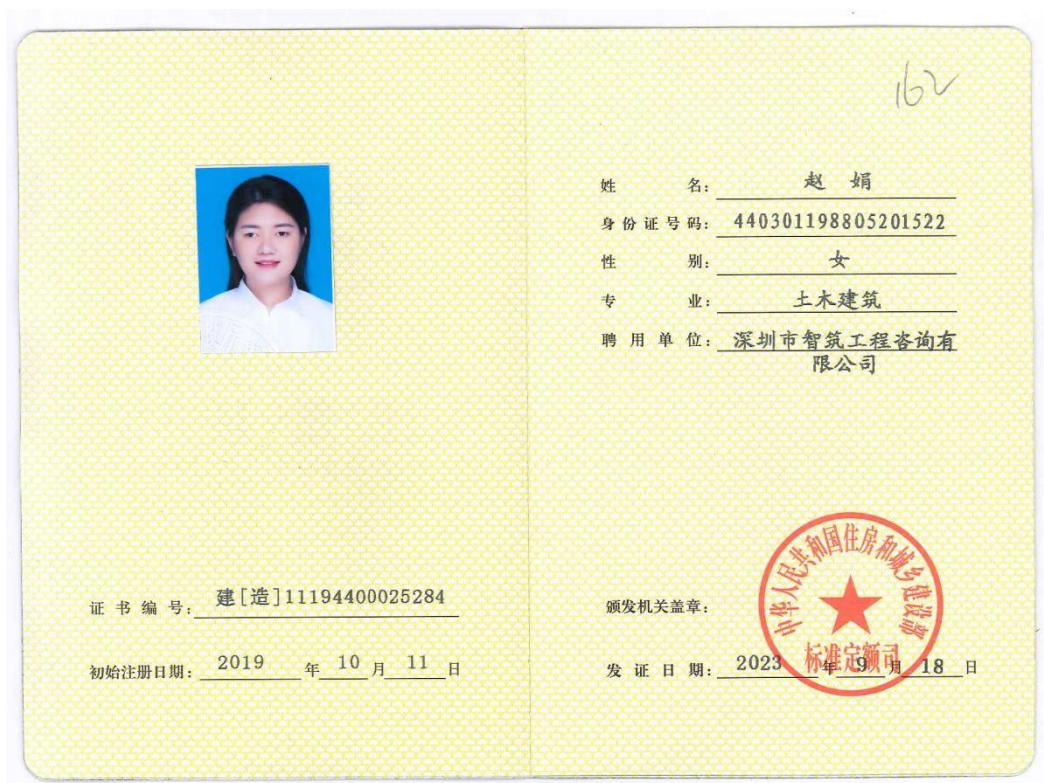 162
姓 名: 赵 娟
身份证号码: 440301198805201522
性 别: 女
专 业: 土木建筑
聘用单位: 深圳市智筑工程咨询有
限公司
证书编号: 建[造]11194400025284
初始注册日期: 2019 年 10 月 11 日
颁发机关盖章:
中华人民共和国住房和城乡建设部
标准定额司
发证日期: 2023 年 9 月 18 日